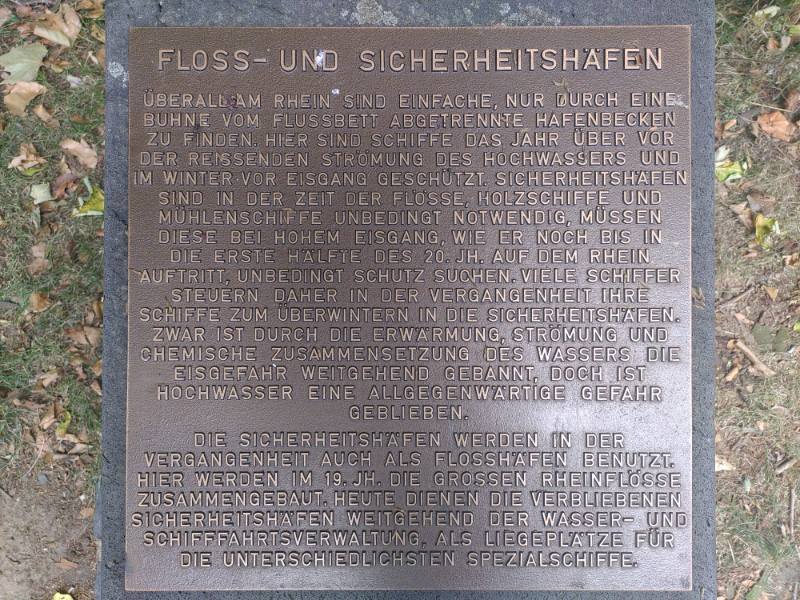 FLOSS- UND SICHERHEITSHÄFEN
ÜBERALL AM RHEIN SIND EINFACHE, NUR DURCH EINE
BUHNE VOM FLUSSBETT ABGETRENNTE HAFENBECKEN
ZU FINDEN. HIER SIND SCHIFFE DAS JAHR ÜBER VOR
DER REISSENDEN STRÖMUNG DES HOCHWASSERS UND
IM WINTER VOR EISGANG GESCHÜTZT. SICHERHEITSHÄFEN
SIND IN DER ZEIT DER FLÖSSE, HOLZSCHIFFE UND
MÜHLENSCHIFFE UNBEDINGT NOTWENDIG, MÜSSEN
DIESE BEI HOHEM EISGANG, WIE ER NOCH BIS IN
DIE ERSTE HÄLFTE DES 20. JH. AUF DEM RHEIN
AUFTRITT, UNBEDINGT SCHUTZ SUCHEN. VIELE SCHIFFER
STEUERN DAHER IN DER VERGANGENHEIT IHRE
SCHIFFE ZUM ÜBERWINTERN IN DIE SICHERHEITSHÄFEN.
ZWAR IST DURCH DIE ERWÄRMUNG, STRÖMUNG UND
CHEMISCHE ZUSAMMENSETZUNG DES WASSERS DIE
EISGEFAHR WEITGEHEND GEBANNT, DOCH IST
HOCHWASSER EINE ALLGEGENWÄRTIGE GEFAHR
GEBLIEBEN.
DIE SICHERHEITSHÄFEN WERDEN IN DER
VERGANGENHEIT AUCH ALS FLOSSHÄFEN BENUTZT.
HIER WERDEN IM 19. JH. DIE GROSSEN RHEINFLÖSSE
ZUSAMMENGEBAUT. HEUTE DIENEN DIE VERBLIEBENEN
SICHERHEITSHÄFEN WEITGEHEND DER WASSER- UND
SCHIFFFAHRTSVERWALTUNG, ALS LIEGEPLÄTZE FÜR
DIE UNTERSCHIEDLICHSTEN SPEZIALSCHIFFE.